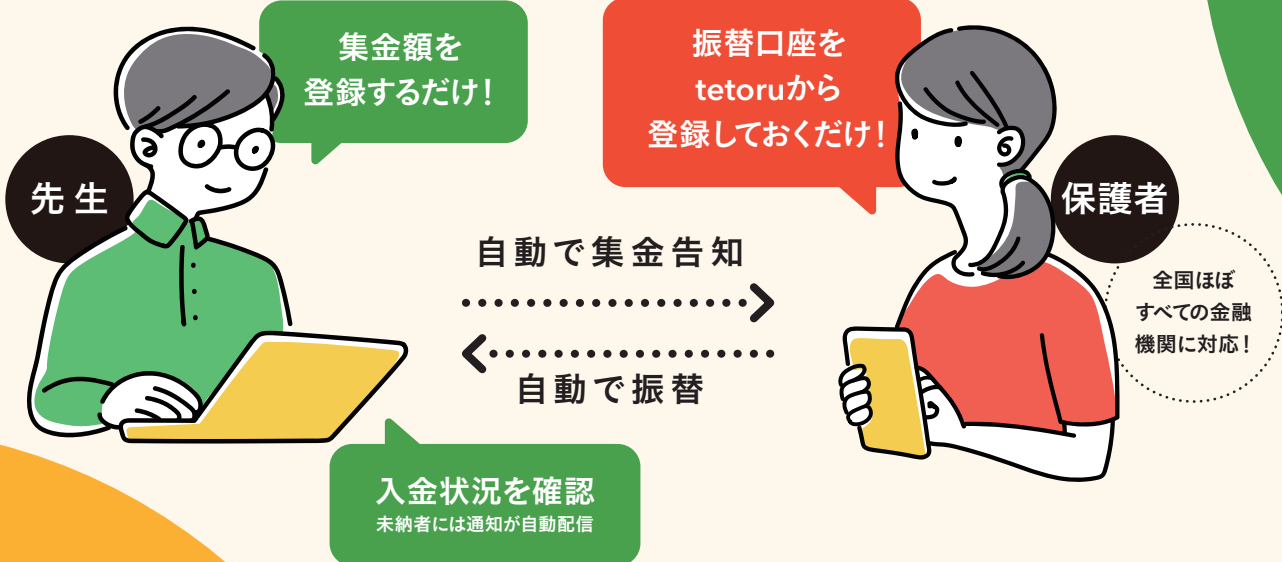 集金額を
登録するだけ！
振替口座を
tetoruから
登録しておくだけ！
先生
保護者
全国ほぼ
すべての金融
機関に対応！
自動で集金告知
自動で振替
入金状況を確認
未納者には通知が自動配信